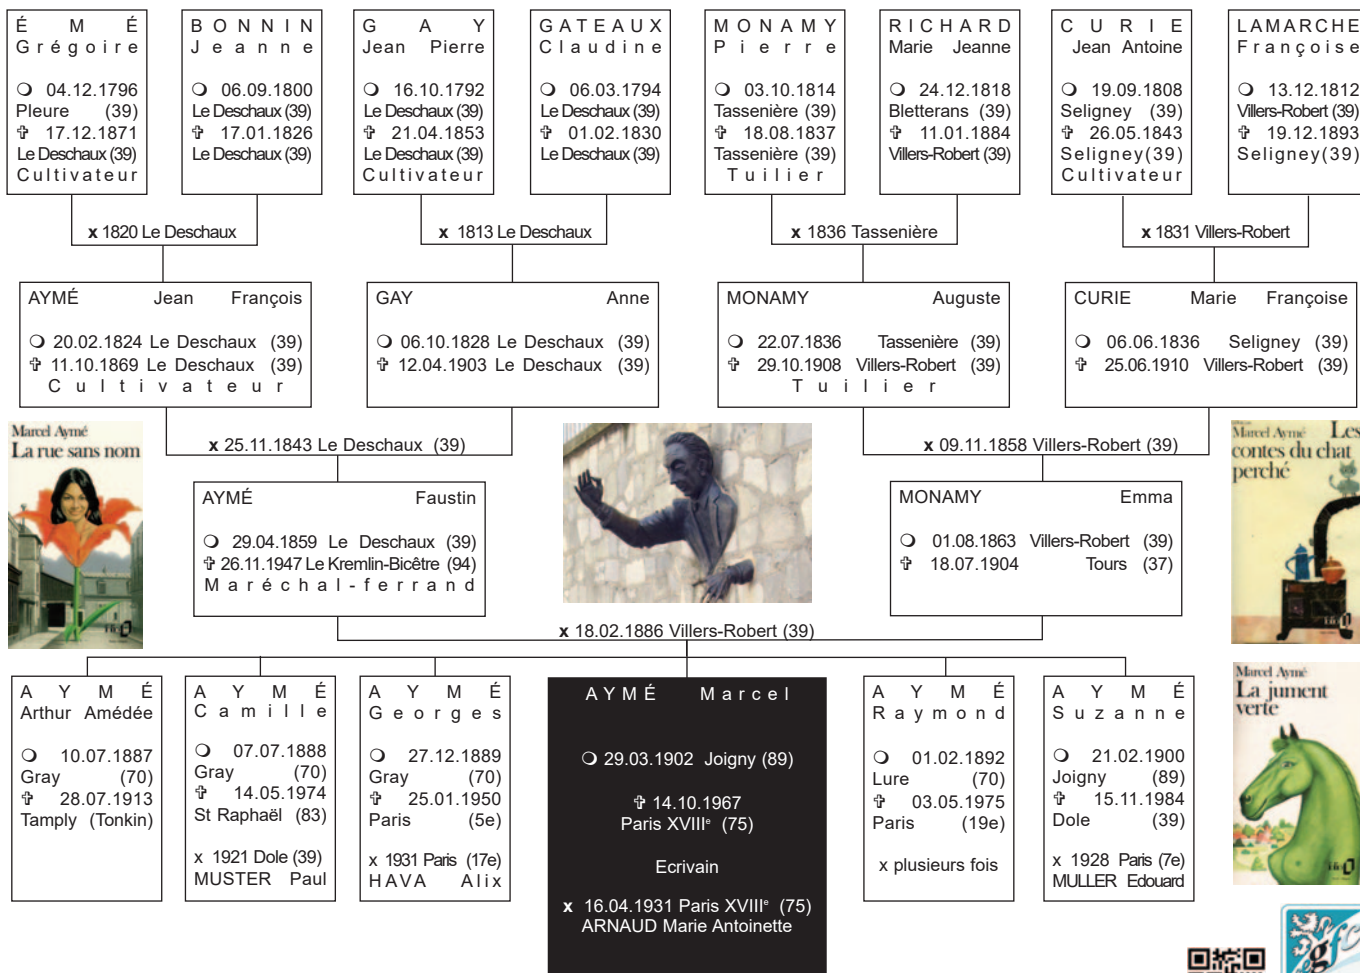 É M É
Grégoire
❍ 04.12.1796
Pleure (39)
✞ 17.12.1871
Le Deschaux (39)
Cultivateur
BONNIN
Jeanne
❍ 06.09.1800
Le Deschaux (39)
✞ 17.01.1826
Le Deschaux (39)
GAY
Jean Pierre
❍ 16.10.1792
Le Deschaux (39)
✞ 21.04.1853
Le Deschaux (39)
Cultivateur
GATEAUX
Claudine
❍ 06.03.1794
Le Deschaux (39)
✞ 01.02.1830
Le Deschaux (39)
MONAMY
Pierre
❍ 03.10.1814
Tassenière (39)
✞ 18.08.1837
Tassenière (39)
Tuilier
RICHARD
Marie Jeanne
❍ 24.12.1818
Bletterans (39)
✞ 11.01.1884
Villers-Robert (39)
CURIE
Jean Antoine
❍ 19.09.1808
Seligney (39)
✞ 26.05.1843
Seligney(39)
Cultivateur
LAMARCHE
Françoise
❍ 13.12.1812
Villers-Robert (39)
✞ 19.12.1893
Seligney(39)
x 1820 Le Deschaux
x 1813 Le Deschaux
x 1836 Tassenière
x 1831 Villers-Robert
AYMÉ Jean François
❍ 20.02.1824 Le Deschaux (39)
✞ 11.10.1869 Le Deschaux (39)
Cultivateur
GAY Anne
❍ 06.10.1828 Le Deschaux (39)
✞ 12.04.1903 Le Deschaux (39)
MONAMY Auguste
❍ 22.07.1836 Tassenière (39)
✞ 29.10.1908 Villers-Robert (39)
Tuilier
CURIE Marie Françoise
❍ 06.06.1836 Seligney (39)
✞ 25.06.1910 Villers-Robert (39)
Marcel Aymé
La rue sans nom
folio
x 25.11.1843 Le Deschaux (39)
x 09.11.1858 Villers-Robert (39)
Marcel Aymé Les
contes du chat
perché
folio
AYMÉ Faustin
❍ 29.04.1859 Le Deschaux (39)
✞ 26.11.1947 Le Kremlin-Bicêtre (94)
Maréchal-ferrand
MONAMY Emma
❍ 01.08.1863 Villers-Robert (39)
✞ 18.07.1904 Tours (37)
x 18.02.1886 Villers-Robert (39)
AYMÉ
Arthur Amédée
❍ 10.07.1887
Gray (70)
✞ 28.07.1913
Tamply (Tonkin)
AYMÉ
Camille
❍ 07.07.1888
Gray (70)
✞ 14.05.1974
St Raphaël (83)
x 1921 Dole (39)
MUSTER Paul
AYMÉ
Georges
❍ 27.12.1889
Gray (70)
✞ 25.01.1950
Paris (5e)
x 1931 Paris (17e)
HAVA Alix
AYMÉ Marcel
❍ 29.03.1902 Joigny (89)
✞ 14.10.1967
Paris XVIIIe (75)
Ecrivain
x 16.04.1931 Paris XVIIIe (75)
ARNAUD Marie Antoinette
AYMÉ
Raymond
❍ 01.02.1892
Lure (70)
✞ 03.05.1975
Paris (19e)
x plusieurs fois
AYMÉ
Suzanne
❍ 21.02.1900
Joigny (89)
✞ 15.11.1984
Dole (39)
x 1928 Paris (7e)
MULLER Edouard
Marcel Aymé
La jument
verte
folio